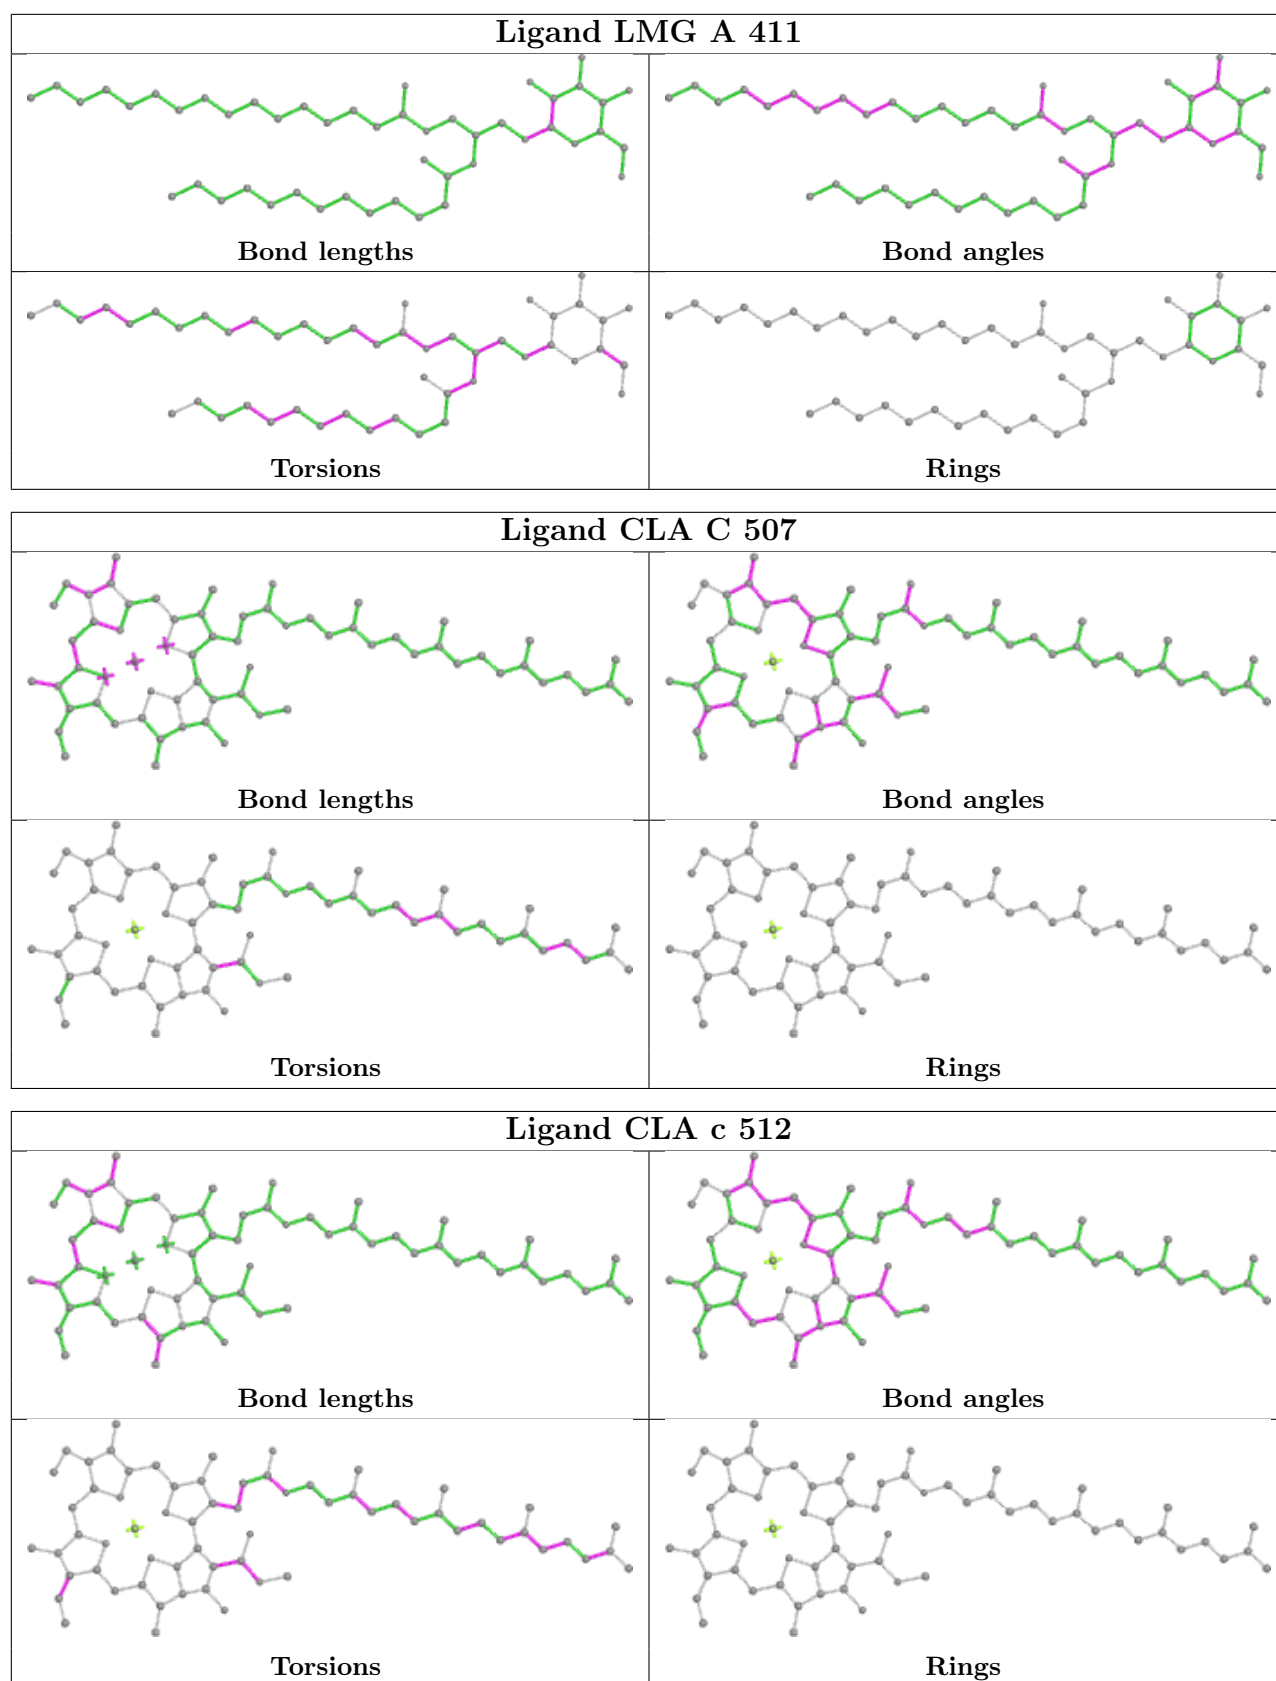 Ligand LMG A 411
Bond lengths
Bond angles
Torsions
Rings
Ligand CLA C 507
Bond lengths
Bond angles
Torsions
Rings
Ligand CLA c 512
Bond lengths
Bond angles
Torsions
Rings